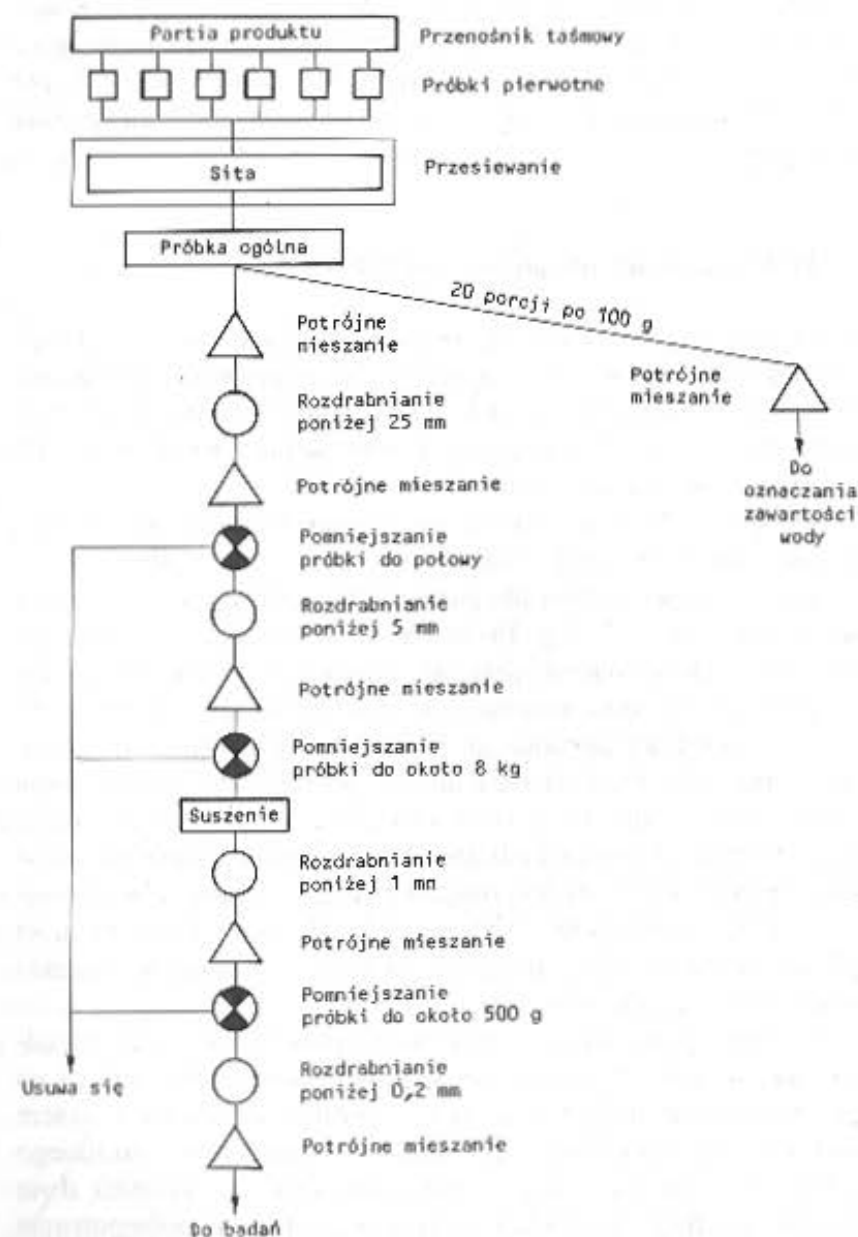 Partia produktu
Przenośnik taśmowy
Próbki pierwotne
Sita
Przesiewanie
Próbka ogólna
20 porcji po 100 g
Potrójne
mieszanie
Potrójne
mieszanie
Rozdrabnianie
poniżej 25 mm
Do
oznaczania
zawartości
wody
Potrójne mieszanie
Pomniejszanie
próbki do połowy
Rozdrabnianie
poniżej 5 mm
Potrójne mieszanie
Pomniejszanie
próbki do około 8 kg
Suszenie
Rozdrabnianie
poniżej 1 mm
Potrójne mieszanie
Pomniejszanie
próbki do około 500 g
Usuwa się
Rozdrabnianie
poniżej 0,2 mm
Potrójne mieszanie
Do badań